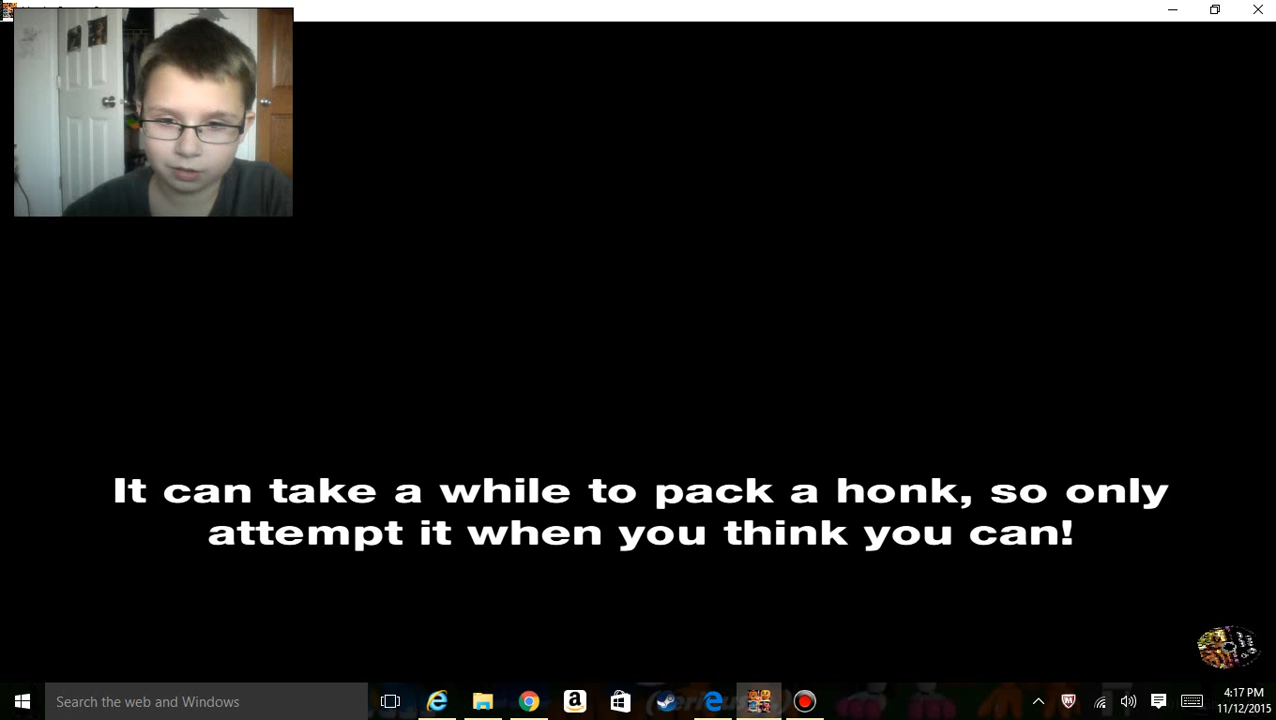 It can take a while to pack a honk, so only
attempt it when you think you can!
Search the web and Windows
4:17 PM
11/12/2015